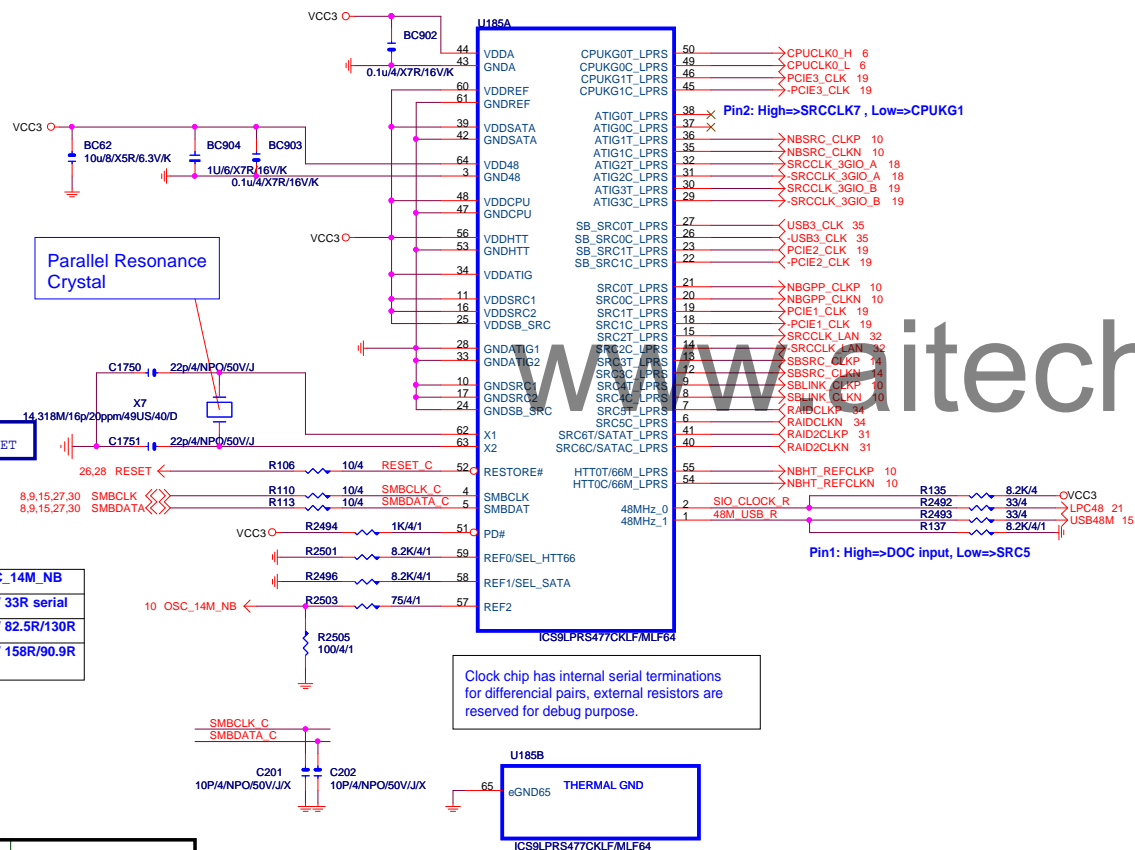 VCC3
BC902
0.1u/4/X7R/16V/K
U185A
VCC3
BC62
10u/8/X5R/6.3V/K
BC904
1U/6/X7R/16V/K
BC903
0.1u/4/X7R/16V/K
VCC3
Parallel Resonance
Crystal
C1750
22p/4/NPO/50V/J
X7
14.318M/16p/20ppm/49US/40/D
C1751
22p/4/NPO/50V/J
ET
26,28 RESET
R106
10/4
RESET_C
8,9,15,27,30 SMBCLK
R110
10/4
SMBCLK_C
8,9,15,27,30 SMBDATA
R113
10/4
SMBDATA_C
VCC3
R2494
1K/4/1
R2501
8.2K/4/1
R2496
8.2K/4/1
10 OSC_14M_NB
R2503
75/4/1
R2505
100/4/1
C_14M_NB
33R serial
82.5R/130R
158R/90.9R
44 VDDA
43 GNDA
60 VDDREF
61 GNDREF
39 VDDSATA
42 GNDSATA
64 VDD48
3 GND48
48 VDDCPU
47 GNDCPU
56 VDDHTT
53 GNDHTT
34 VDDATIG
11 VDDSRC1
16 VDDSRC2
25 VDDSB_SRC
28 GNDATIG1
33 GNDATIG2
10 GNDSRC1
17 GNDSRC2
24 GNDSB_SRC
62 X1
63 X2
52 RESTORE#
4 SMBCLK
5 SMBDAT
51 PD#
59 REF0/SEL_HTT66
58 REF1/SEL_SATA
57 REF2
CPUKG0T_LPRS 50 CPUCLK0_H 6
CPUKG0C_LPRS 49 CPUCLK0_L 6
CPUKG1T_LPRS 46 PCIE3_CLK 19
CPUKG1C_LPRS 45 -PCIE3_CLK 19
Pin2: High=>SRCCLK7 , Low=>CPUKG1
ATIG0T_LPRS 38
ATIG0C_LPRS 37
ATIG1T_LPRS 36 NBSRC_CLKP 10
ATIG1C_LPRS 35 NBSRC_CLKN 10
ATIG2T_LPRS 32 SRCCLK_3GIO_A 18
ATIG2C_LPRS 31 -SRCCLK_3GIO_A 18
ATIG3T_LPRS 30 SRCCLK_3GIO_B 19
ATIG3C_LPRS 29 -SRCCLK_3GIO_B 19
SB_SRC0T_LPRS 27 USB3_CLK 35
SB_SRC0C_LPRS 26 -USB3_CLK 35
SB_SRC1T_LPRS 23 PCIE2_CLK 19
SB_SRC1C_LPRS 22 -PCIE2_CLK 19
SRC0T_LPRS 21 NBGPP_CLKP 10
SRC0C_LPRS 20 NBGPP_CLKN 10
SRC1T_LPRS 19 PCIE1_CLK 19
SRC1C_LPRS 18 -PCIE1_CLK 19
SRC2T_LPRS 15 SRCCLK_LAN 32
SRC2C_LPRS 14 -SRCCLK_LAN 32
SRC3T_LPRS 13 SBSRC_CLKP 14
SRC3C_LPRS 12 SBSRC_CLKN 14
SRC4T_LPRS 9 SBLINK_CLKP 10
SRC4C_LPRS 8 SBLINK_CLKN 10
SRC5T_LPRS 7 RAIDCLKP 34
SRC5C_LPRS 6 RAIDCLKN 34
SRC6T/SATAT_LPRS 41 RAID2CLKP 31
SRC6C/SATAC_LPRS 40 RAID2CLKN 31
HTT0T/66M_LPRS 55 NBHT_REFCLKP 10
HTT0C/66M_LPRS 54 NBHT_REFCLKN 10
48MHz_0 2 SIO_CLOCK_R
48MHz_1 1 48M_USB_R
R135 8.2K/4 VCC3
R2492 33/4 LPC48 21
R2493 33/4 USB48M 15
R137 8.2K/4/1
Pin1: High=>DOC input, Low=>SRC5
www.aitech
ICS9LPRS477CKLF/MLF64
Clock chip has internal serial terminations
for differencial pairs, external resistors are
reserved for debug purpose.
SMBCLK_C
SMBDATA_C
C201
10P/4/NPO/50V/J/X
C202
10P/4/NPO/50V/J/X
U185B
65 eGND65
THERMAL GND
ICS9LPRS477CKLF/MLF64